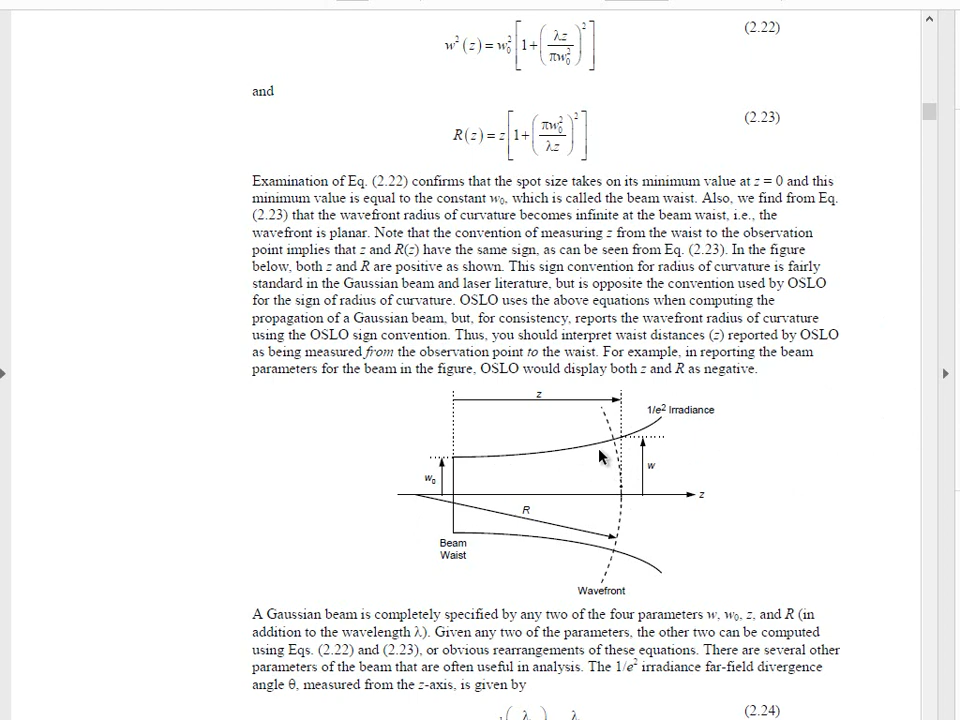 w²(z) = w₀²[1+(λz/πw₀²)²] (2.22)
and
R(z) = z[1+(πw₀²/λz)²] (2.23)
Examination of Eq. (2.22) confirms that the spot size takes on its minimum value at z = 0 and this
minimum value is equal to the constant w₀, which is called the beam waist. Also, we find from Eq.
(2.23) that the wavefront radius of curvature becomes infinite at the beam waist, i.e., the
wavefront is planar. Note that the convention of measuring z from the waist to the observation
point implies that z and R(z) have the same sign, as can be seen from Eq. (2.23). In the figure
below, both z and R are positive as shown. This sign convention for radius of curvature is fairly
standard in the Gaussian beam and laser literature, but is opposite the convention used by OSLO
for the sign of radius of curvature. OSLO uses the above equations when computing the
propagation of a Gaussian beam, but, for consistency, reports the wavefront radius of curvature
using the OSLO sign convention. Thus, you should interpret waist distances (z) reported by OSLO
as being measured from the observation point to the waist. For example, in reporting the beam
parameters for the beam in the figure, OSLO would display both z and R as negative.
z
1/e² Irradiance
w₀
w
z
R
Beam
Waist
Wavefront
A Gaussian beam is completely specified by any two of the four parameters w, w₀, z, and R (in
addition to the wavelength λ). Given any two of the parameters, the other two can be computed
using Eqs. (2.22) and (2.23), or obvious rearrangements of these equations. There are several other
parameters of the beam that are often useful in analysis. The 1/e² irradiance far-field divergence
angle θ, measured from the z-axis, is given by
(2.24)